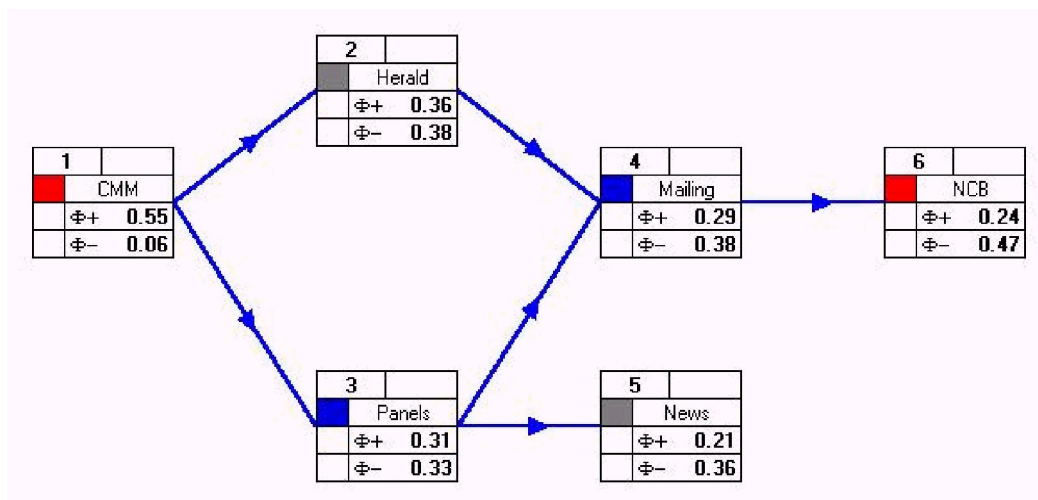 2
Herald
Φ+ 0.36
Φ− 0.38
1
CMM
Φ+ 0.55
Φ− 0.06
4
Mailing
Φ+ 0.29
Φ− 0.38
6
NCB
Φ+ 0.24
Φ− 0.47
3
Panels
Φ+ 0.31
Φ− 0.33
5
News
Φ+ 0.21
Φ− 0.36